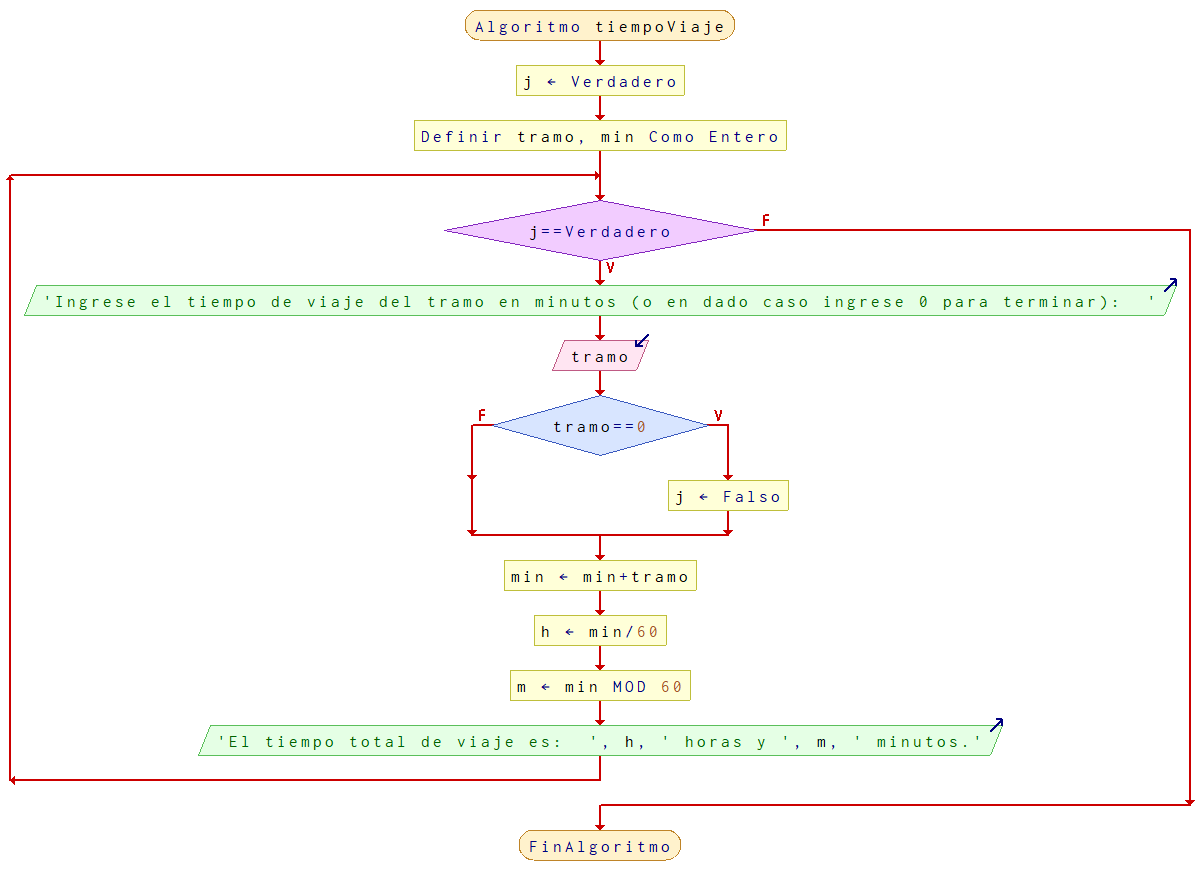 Algoritmo tiempoViaje
j ← Verdadero
Definir tramo, min Como Entero
j==Verdadero
F
V
'Ingrese el tiempo de viaje del tramo en minutos (o en dado caso ingrese 0 para terminar):  '
tramo
F
V
tramo==0
j ← Falso
min ← min+tramo
h ← min/60
m ← min MOD 60
'El tiempo total de viaje es:  ', h, ' horas y ', m, ' minutos.'
FinAlgoritmo